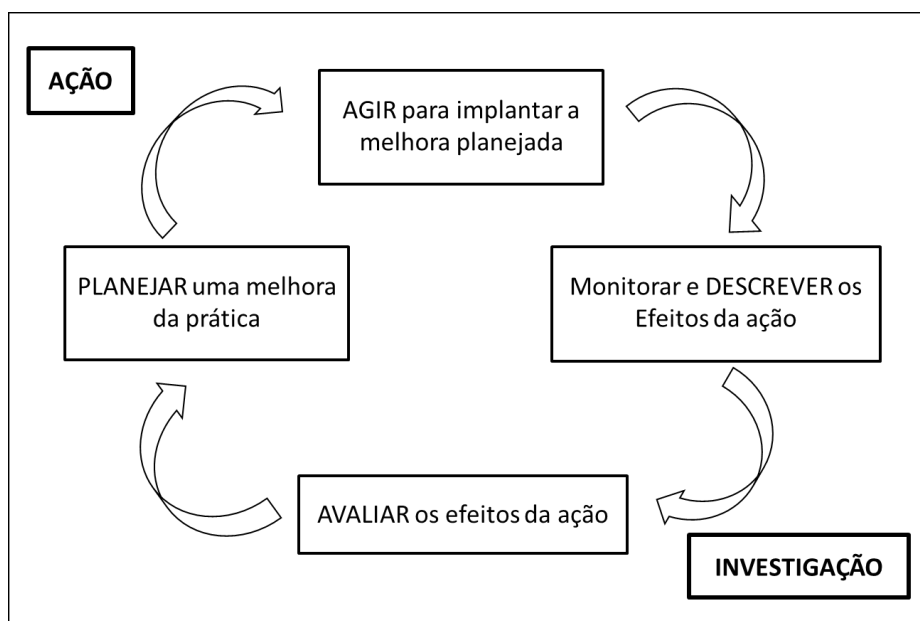 AÇÃO
AGIR para implantar a
melhora planejada
PLANEJAR uma melhora
da prática
Monitorar e DESCREVER os
Efeitos da ação
AVALIAR os efeitos da ação
INVESTIGAÇÃO